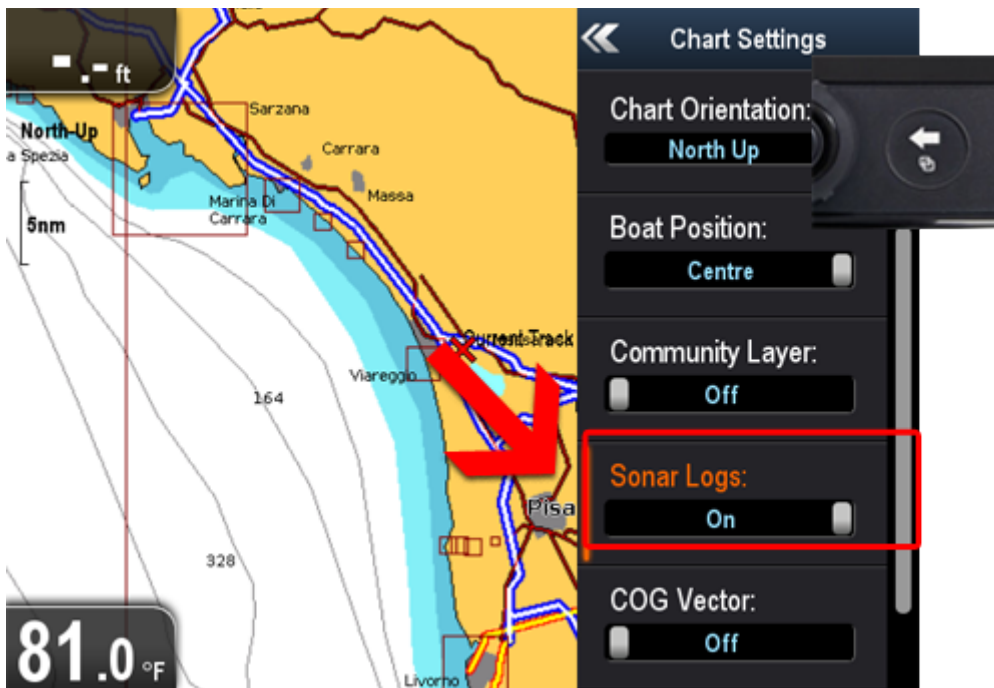 -.- ft
North-Up
a Spezia
5nm
Sarzana
Carrara
Massa
Marina Di
Carrara
Current Track
Viareggio
164
Pisa
328
81.0 °F
Livorno
Chart Settings
Chart Orientation:
North Up
Boat Position:
Centre
Community Layer:
Off
Sonar Logs:
On
COG Vector:
Off